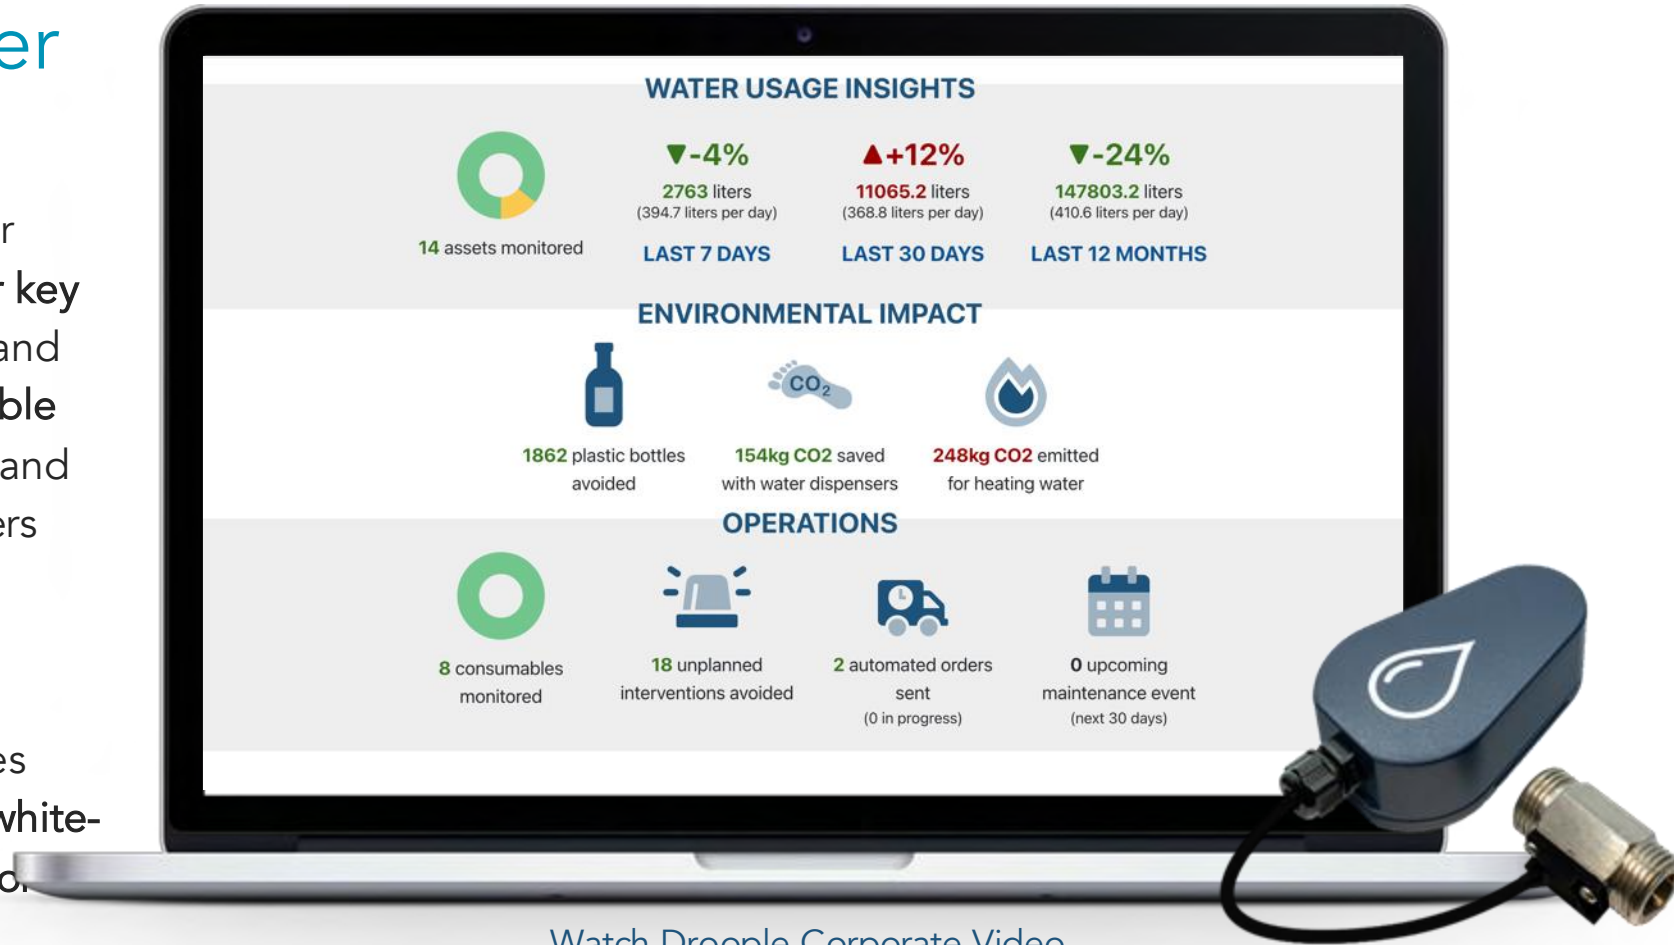 er
r
r key
and
ble
and
ers
es
white-
WATER USAGE INSIGHTS
▼-4%
▲+12%
▼-24%
2763 liters
11065.2 liters
147803.2 liters
(394.7 liters per day)
(368.8 liters per day)
(410.6 liters per day)
14 assets monitored
LAST 7 DAYS
LAST 30 DAYS
LAST 12 MONTHS
ENVIRONMENTAL IMPACT
CO2
1862 plastic bottles
avoided
154kg CO2 saved
with water dispensers
248kg CO2 emitted
for heating water
OPERATIONS
8 consumables
monitored
18 unplanned
interventions avoided
2 automated orders
sent
(0 in progress)
0 upcoming
maintenance event
(next 30 days)
Watch Droople Corporate Video